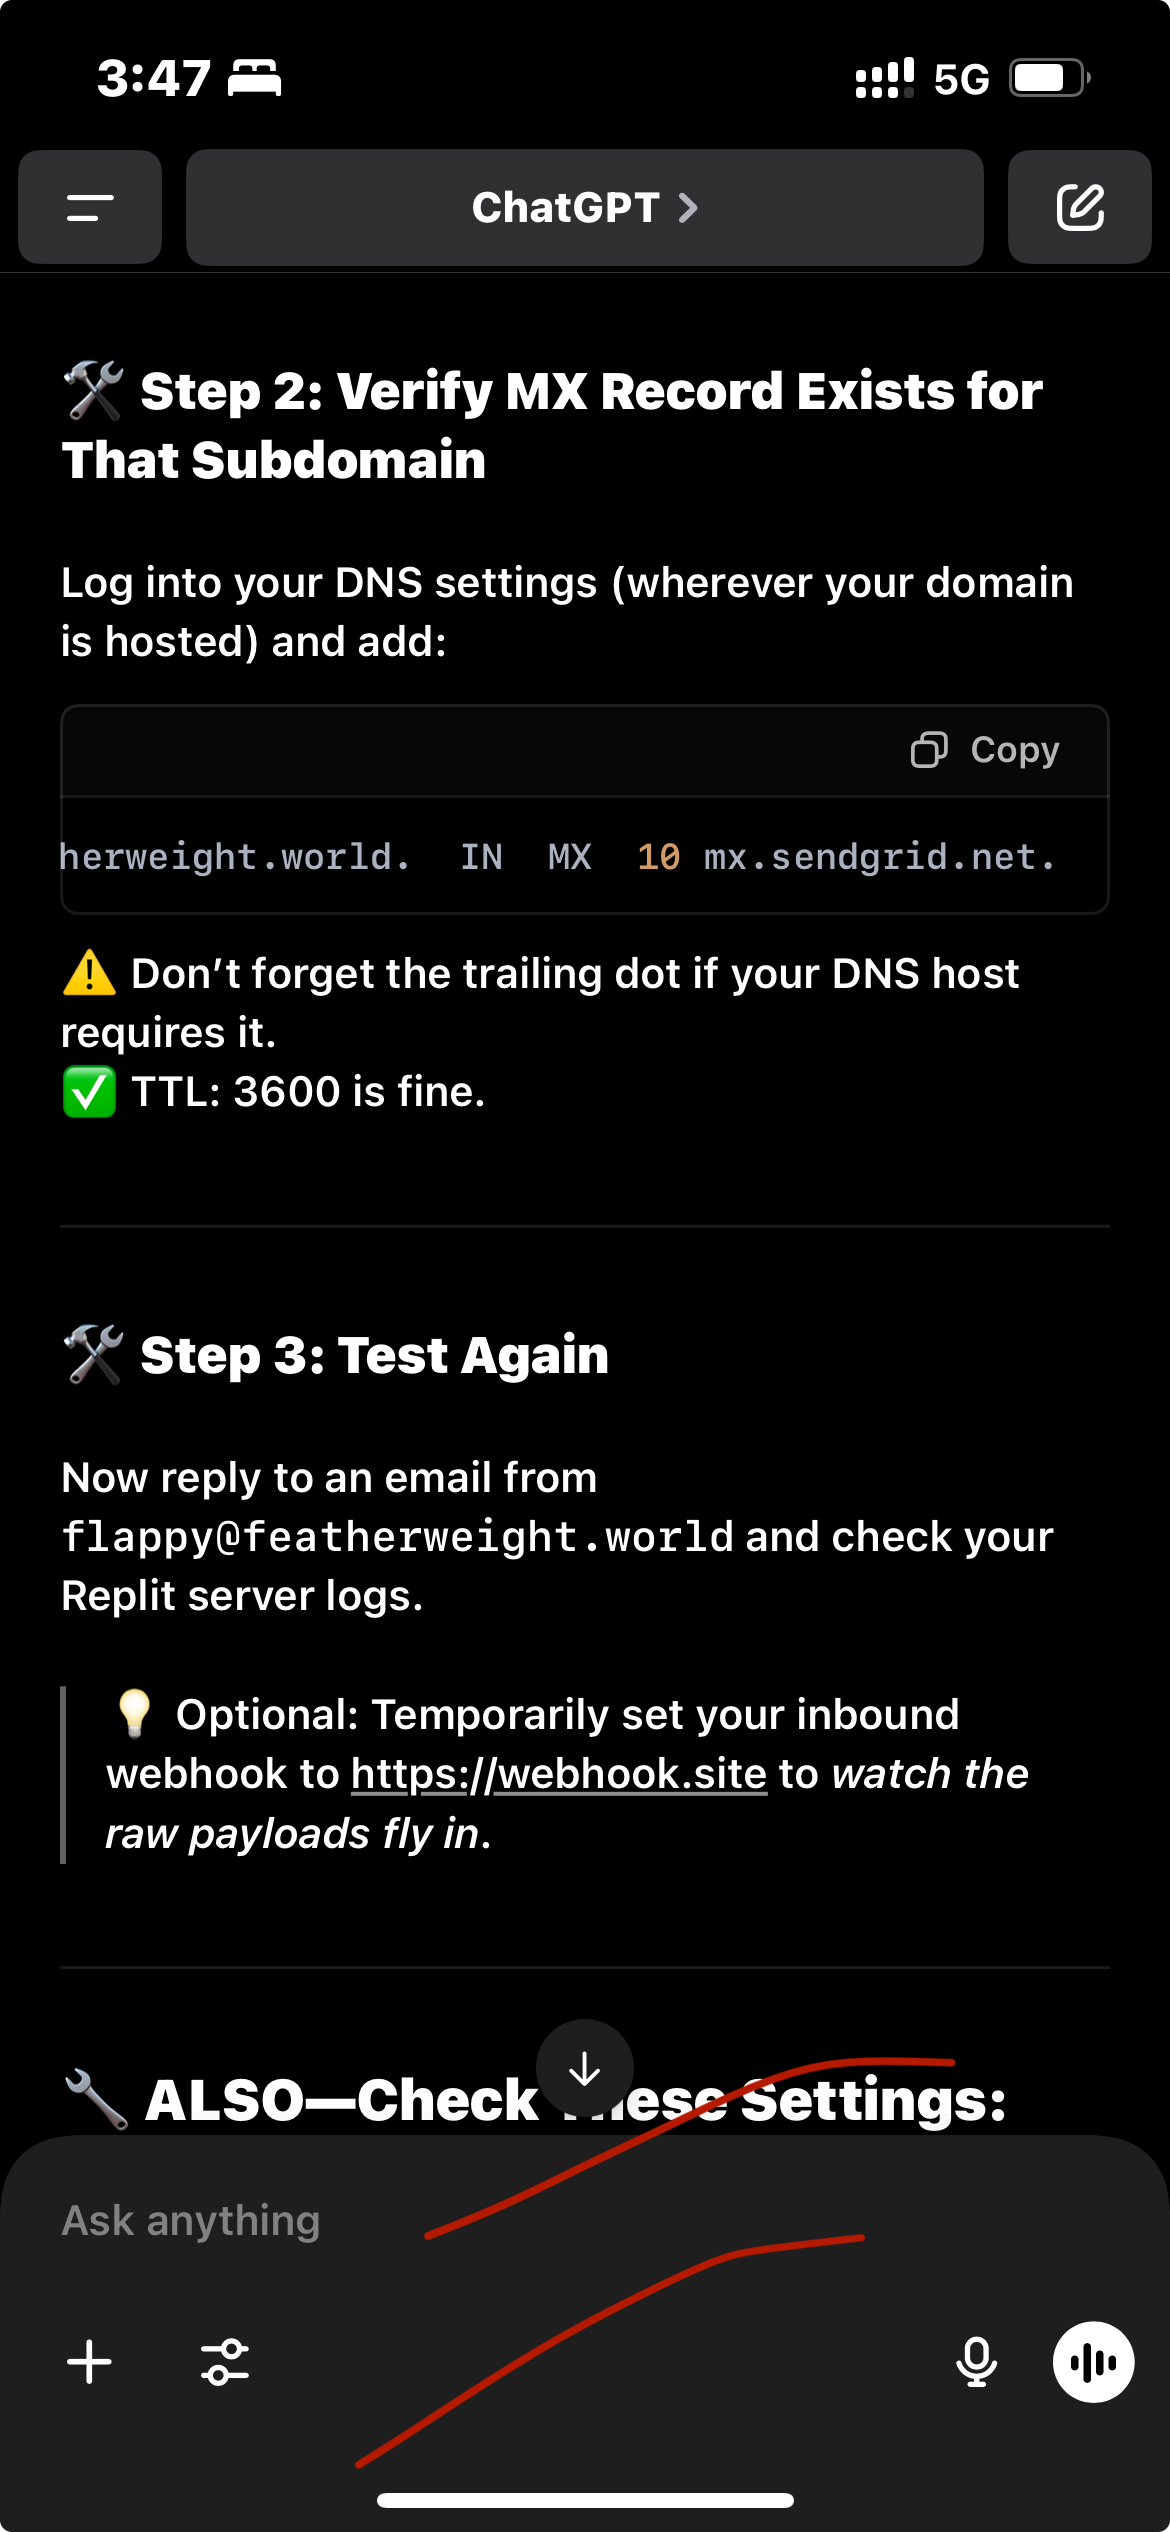 3:47 5G
ChatGPT
🛠️ Step 2: Verify MX Record Exists for
That Subdomain
Log into your DNS settings (wherever your domain
is hosted) and add:
Copy
herweight.world. IN MX 10 mx.sendgrid.net.
⚠️ Don’t forget the trailing dot if your DNS host
requires it.
✅ TTL: 3600 is fine.
🛠️ Step 3: Test Again
Now reply to an email from
flappy@featherweight.world and check your
Replit server logs.
💡 Optional: Temporarily set your inbound
webhook to https://webhook.site to watch the
raw payloads fly in.
🔧 ALSO—Check These Settings:
Ask anything